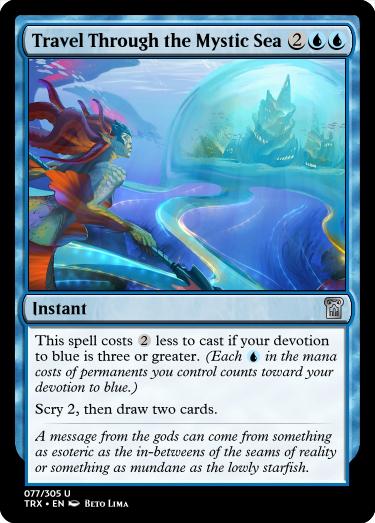 Travel Through the Mystic Sea 2
Instant
This spell costs 2 less to cast if your devotion
to blue is three or greater. (Each in the mana
costs of permanents you control counts toward your
devotion to blue.)
Scry 2, then draw two cards.
A message from the gods can come from something
as esoteric as the in-betweens of the seams of reality
or something as mundane as the lowly starfish.
077/305 U
TRX • EN Beto Lima